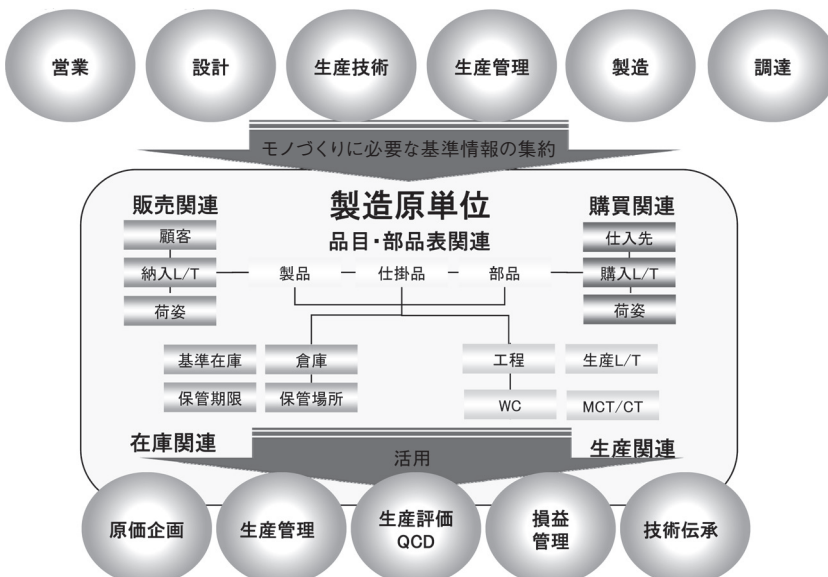 営業
設計
生産技術
生産管理
製造
調達
モノづくりに必要な基準情報の集約
製造原単位
品目・部品表関連
販売関連
顧客
納入L/T
荷姿
製品
仕掛品
部品
購買関連
仕入先
購入L/T
荷姿
基準在庫
倉庫
保管期限
保管場所
在庫関連
工程
生産L/T
WC
MCT/CT
生産関連
活用
原価企画
生産管理
生産評価
QCD
損益
管理
技術伝承